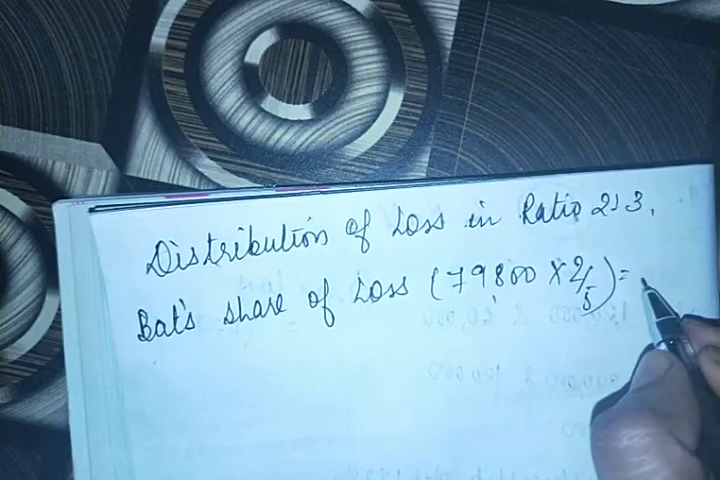 Distribution of Loss in Ratio 2:3.
Bat's share of Loss (79800 X 2/5) =